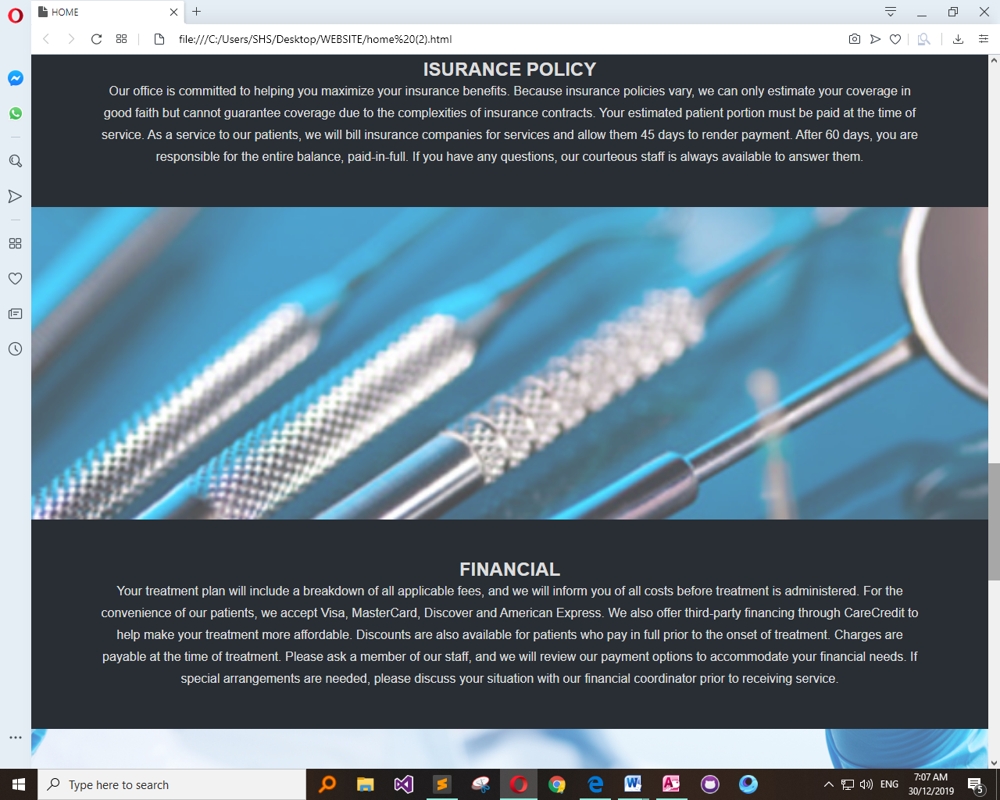 HOME
file:///C:/Users/SHS/Desktop/WEBSITE/home%20(2).html
ISURANCE POLICY
Our office is committed to helping you maximize your insurance benefits. Because insurance policies vary, we can only estimate your coverage in
good faith but cannot guarantee coverage due to the complexities of insurance contracts. Your estimated patient portion must be paid at the time of
service. As a service to our patients, we will bill insurance companies for services and allow them 45 days to render payment. After 60 days, you are
responsible for the entire balance, paid-in-full. If you have any questions, our courteous staff is always available to answer them.
FINANCIAL
Your treatment plan will include a breakdown of all applicable fees, and we will inform you of all costs before treatment is administered. For the
convenience of our patients, we accept Visa, MasterCard, Discover and American Express. We also offer third-party financing through CareCredit to
help make your treatment more affordable. Discounts are also available for patients who pay in full prior to the onset of treatment. Charges are
payable at the time of treatment. Please ask a member of our staff, and we will review our payment options to accommodate your financial needs. If
special arrangements are needed, please discuss your situation with our financial coordinator prior to receiving service.
Type here to search
ENG
7:07 AM
30/12/2019
5